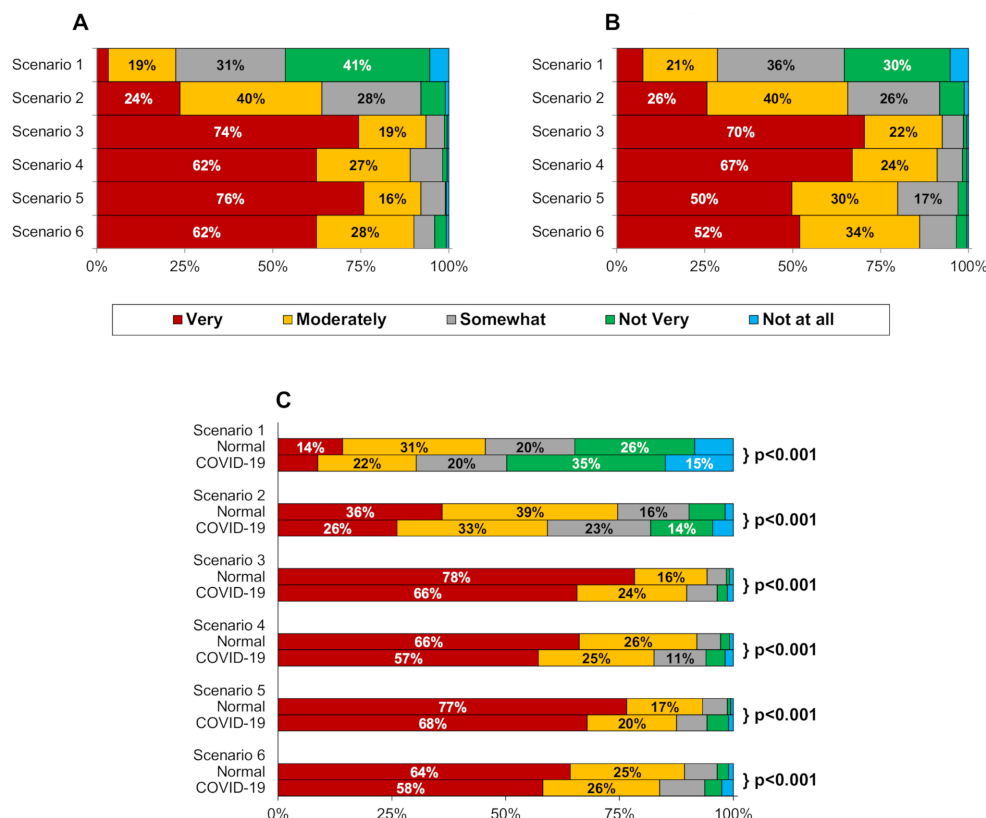 A
Scenario 1 19% 31% 41%
Scenario 2 24% 40% 28%
Scenario 3 74% 19%
Scenario 4 62% 27%
Scenario 5 76% 16%
Scenario 6 62% 28%
0% 25% 50% 75% 100%
B
Scenario 1 21% 36% 30%
Scenario 2 26% 40% 26%
Scenario 3 70% 22%
Scenario 4 67% 24%
Scenario 5 50% 30% 17%
Scenario 6 52% 34%
0% 25% 50% 75% 100%
Very Moderately Somewhat Not Very Not at all
C
Scenario 1
Normal 14% 31% 20% 26%
COVID-19 22% 20% 35% 15%
} p<0.001
Scenario 2
Normal 36% 39% 16%
COVID-19 26% 33% 23% 14%
} p<0.001
Scenario 3
Normal 78% 16%
COVID-19 66% 24%
} p<0.001
Scenario 4
Normal 66% 26%
COVID-19 57% 25% 11%
} p<0.001
Scenario 5
Normal 77% 17%
COVID-19 68% 20%
} p<0.001
Scenario 6
Normal 64% 25%
COVID-19 58% 26%
} p<0.001
0% 25% 50% 75% 100%